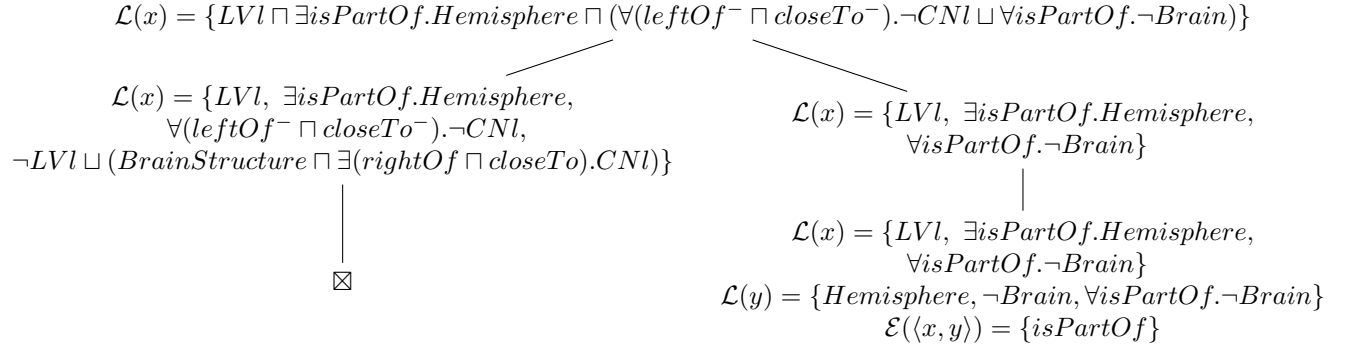 ℒ(x) = {LVl ⊓ ∃isPartOf.Hemisphere ⊓ (∀(leftOf⁻ ⊓ closeTo⁻).¬CNl ⊔ ∀isPartOf.¬Brain)}
ℒ(x) = {LVl, ∃isPartOf.Hemisphere,
∀(leftOf⁻ ⊓ closeTo⁻).¬CNl,
¬LVl ⊔ (BrainStructure ⊓ ∃(rightOf ⊓ closeTo).CNl)}
⊠
ℒ(x) = {LVl, ∃isPartOf.Hemisphere,
∀isPartOf.¬Brain}
ℒ(x) = {LVl, ∃isPartOf.Hemisphere,
∀isPartOf.¬Brain}
ℒ(y) = {Hemisphere, ¬Brain, ∀isPartOf.¬Brain}
ℰ(⟨x, y⟩) = {isPartOf}